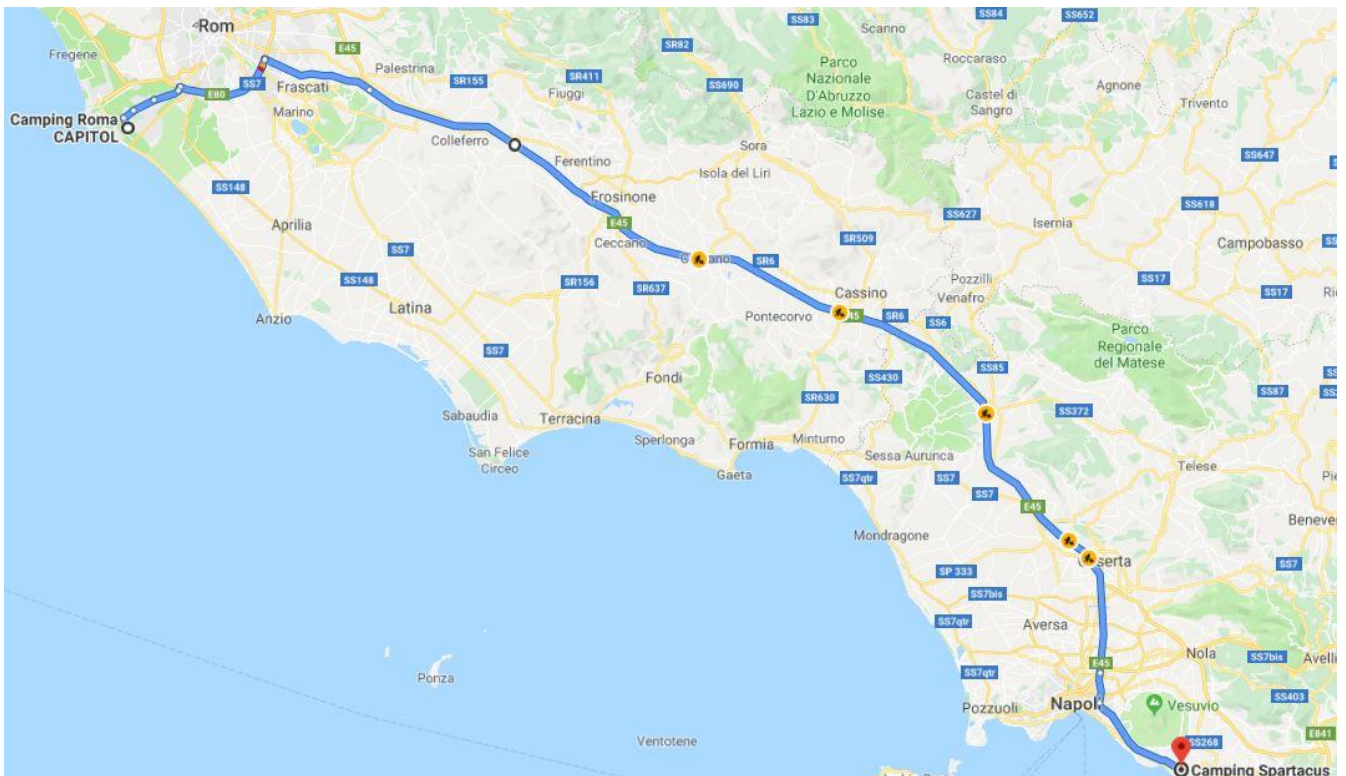 SS83
SS84
SS652
Rom
Scanno
Fregene
E45
SR82
Parco
Nazionale
D'Abruzzo
Lazio e Molise
Roccaraso
Palestrina
SR155
SR411
SS690
Agnone
SS7
Frascati
Fiuggi
Castel di
Sangro
Trivento
E80
Marino
Camping Roma
CAPITOL
Colleferro
Sora
Ferentino
SS647
Isola del Liri
SS148
Frosinone
SS627
SS618
Aprilia
E45
Isernia
Ceccano
SR509
Campobasso
SS7
SR6
SS17
SS148
SR156
SR637
Pozzilli
Cassino
Venafro
SS17
Latina
Anzio
Pontecorvo
SR6
SS6
Parco
Regionale
del Matese
SS7
SS85
Fondi
SS430
SS87
Sabaudia
Terracina
SR630
SS372
San Felice
Circeo
Sperlonga
Formia
Minturno
Sessa Aurunca
Gaeta
SS7qtr
SS7
SS7
Telese
E45
Mondragone
SP 333
SS7
SS7bis
SS7qtr
Aversa
Nola
SS7bis
E45
SS7qtr
Ponza
SS403
Pozzuoli
Napoli
Vesuvio
Ventotene
SS268
E841
Camping Spartacus